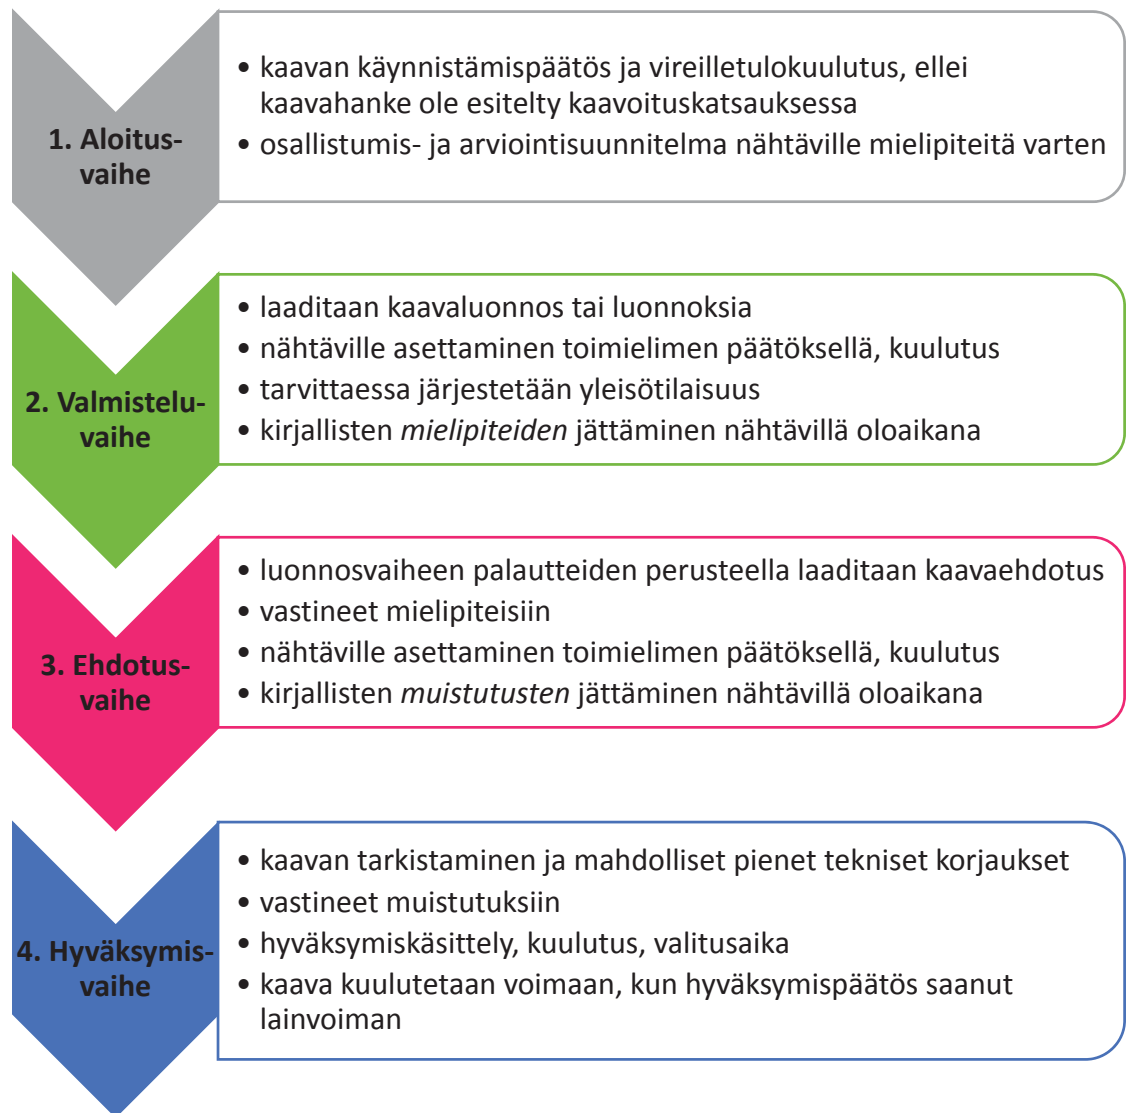 1. Aloitus-
vaihe
• kaavan käynnistämispäätös ja vireilletulokuulutus, ellei
kaavahanke ole esitelty kaavoituskatsauksessa
• osallistumis- ja arviointisuunnitelma nähtäville mielipiteitä varten
2. Valmistelu-
vaihe
• laaditaan kaavaluonnos tai luonnoksia
• nähtäville asettaminen toimielimen päätöksellä, kuulutus
• tarvittaessa järjestetään yleisötilaisuus
• kirjallisten mielipiteiden jättäminen nähtävillä oloaikana
3. Ehdotus-
vaihe
• luonnosvaiheen palautteiden perusteella laaditaan kaavaehdotus
• vastineet mielipiteisiin
• nähtäville asettaminen toimielimen päätöksellä, kuulutus
• kirjallisten muistutusten jättäminen nähtävillä oloaikana
4. Hyväksymis-
vaihe
• kaavan tarkistaminen ja mahdolliset pienet tekniset korjaukset
• vastineet muistutuksiin
• hyväksymiskäsittely, kuulutus, valitusaika
• kaava kuulutetaan voimaan, kun hyväksymispäätös saanut
lainvoiman